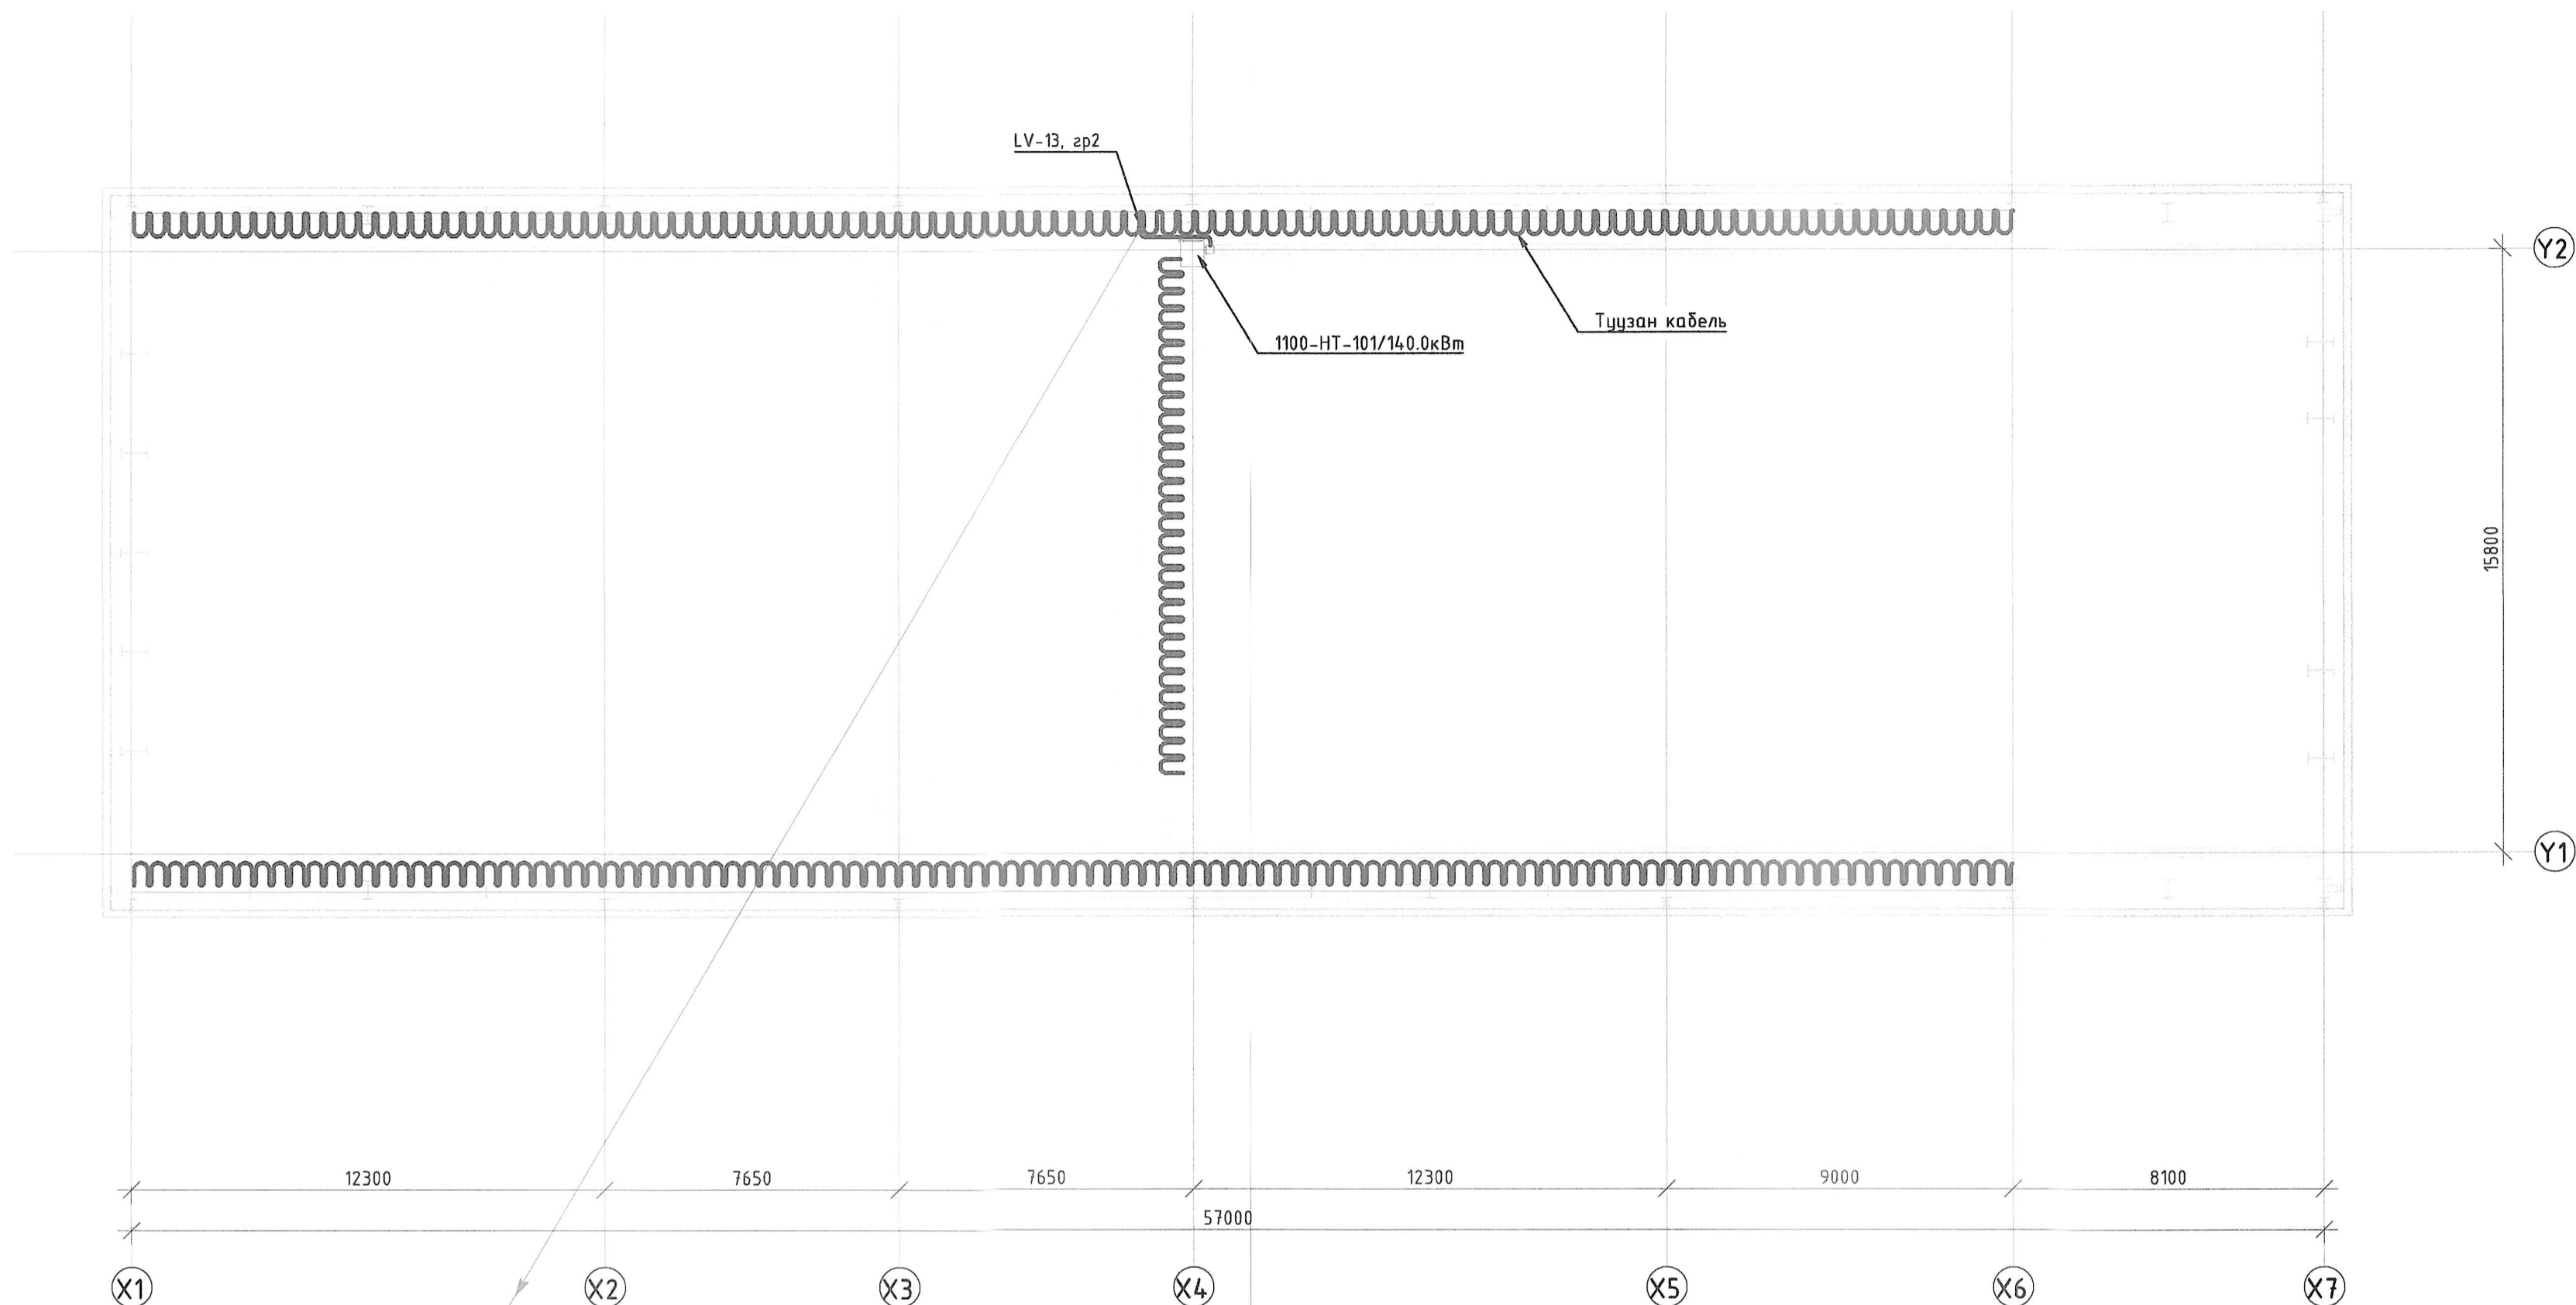 LV-13, гр2
Y2
Туузан кабель
1100-HT-101/140.0кВт
15800
Y1
12300
7650
7650
12300
9000
8100
57000
X1
X2
X3
X4
X5
X6
X7